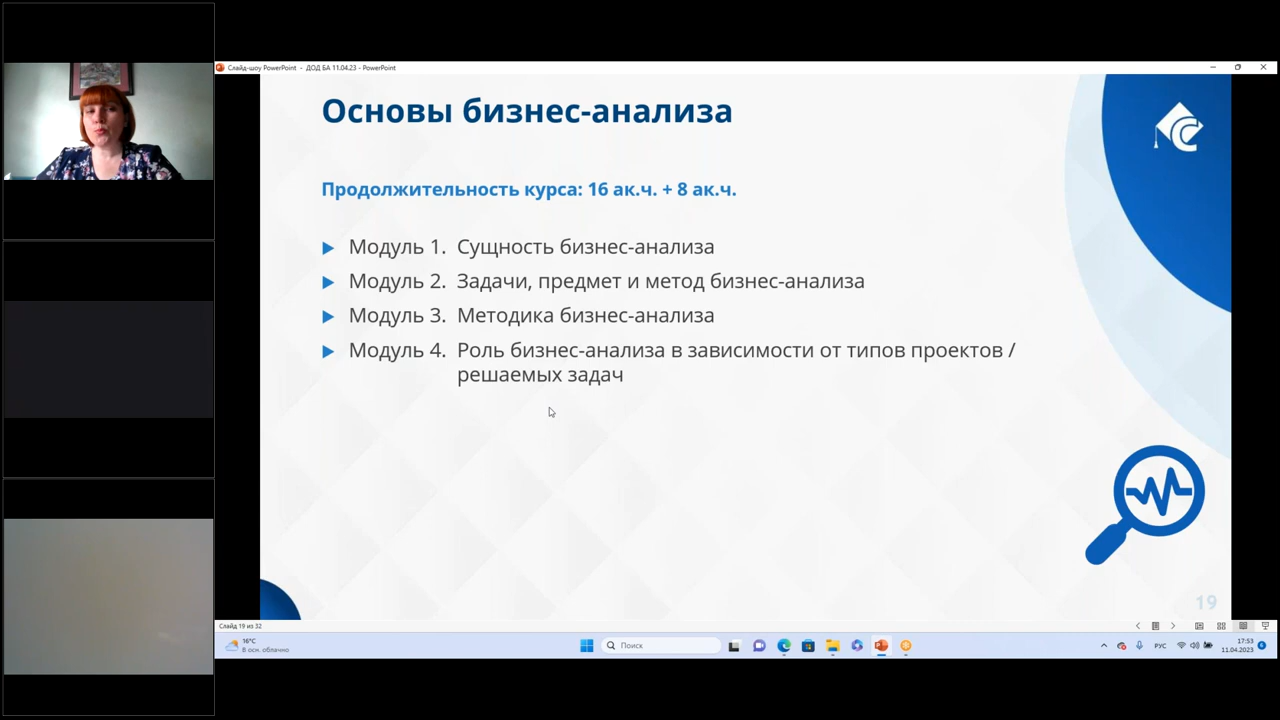 Слайд-шоу PowerPoint - ДОД БА 11.04.23 - PowerPoint
Основы бизнес-анализа
Продолжительность курса: 16 ак.ч. + 8 ак.ч.
Модуль 1. Сущность бизнес-анализа
Модуль 2. Задачи, предмет и метод бизнес-анализа
Модуль 3. Методика бизнес-анализа
Модуль 4. Роль бизнес-анализа в зависимости от типов проектов /
решаемых задач
19
Слайд 19 из 32
16°C
В осн. облачно
Поиск
РУС
17:53
11.04.2023